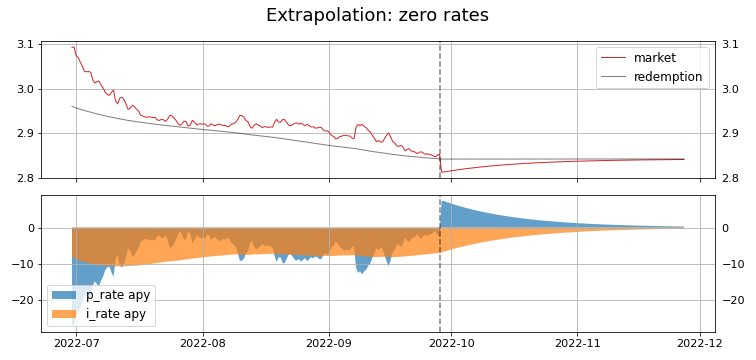 Extrapolation: zero rates
3.1
3.0
2.9
2.8
3.1
3.0
2.9
2.8
market
redemption
0
−10
−20
0
−10
−20
p_rate apy
i_rate apy
2022-07 2022-08 2022-09 2022-10 2022-11 2022-12